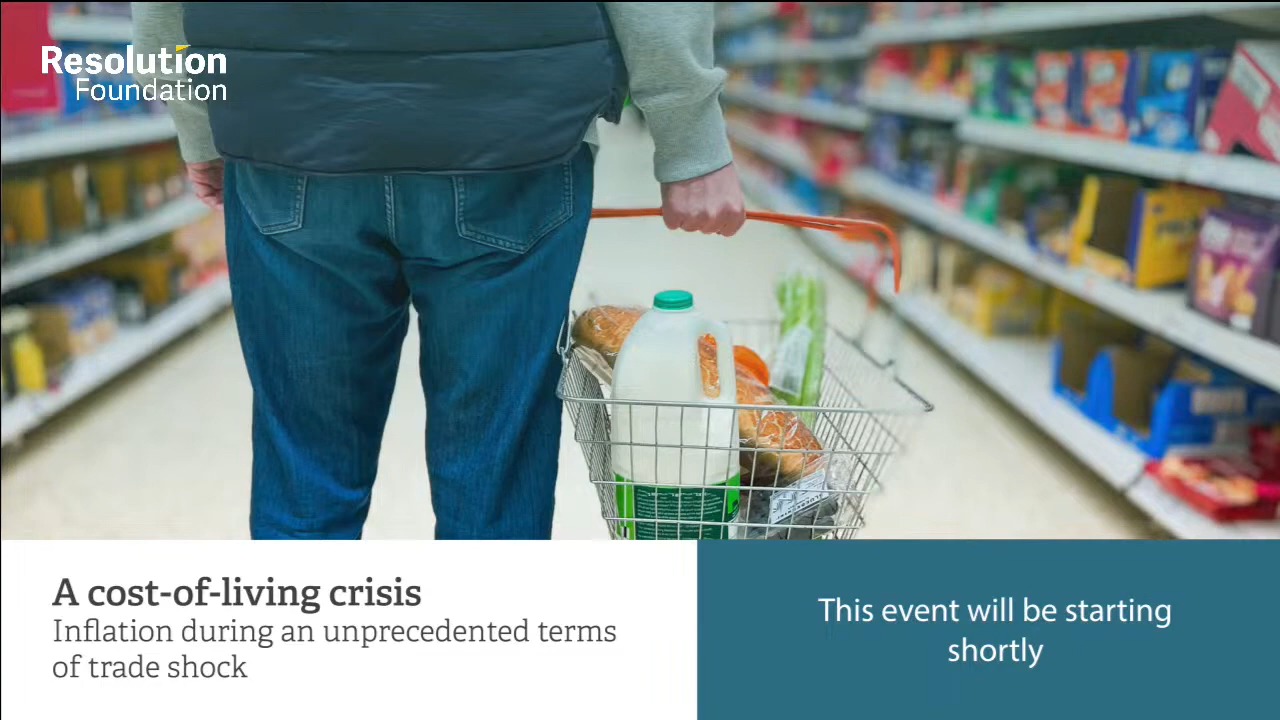 Resolution
Foundation
A cost-of-living crisis
Inflation during an unprecedented terms
of trade shock
This event will be starting
shortly